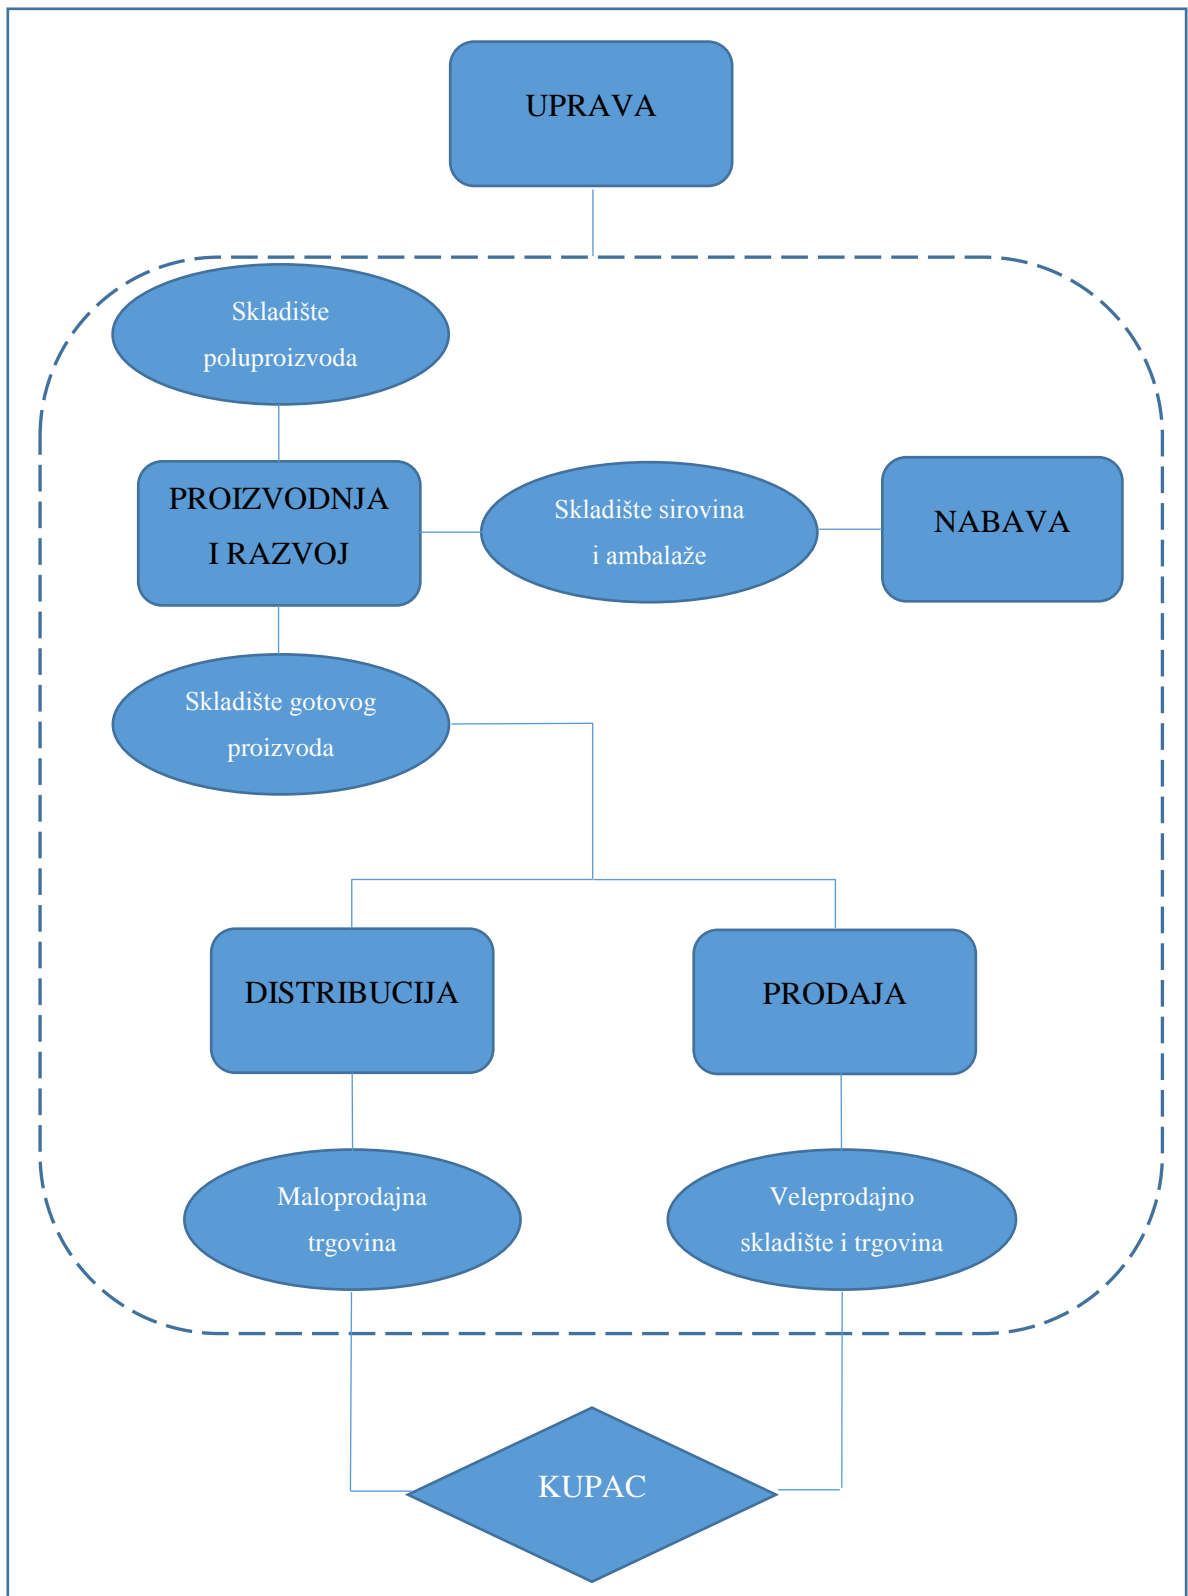 UPRAVA
Skladište
poluproizvoda
PROIZVODNJA
I RAZVOJ
Skladište sirovina
i ambalaže
NABAVA
Skladište gotovog
proizvoda
DISTRIBUCIJA
PRODAJA
Maloprodajna
trgovina
Veleprodajno
skladište i trgovina
KUPAC